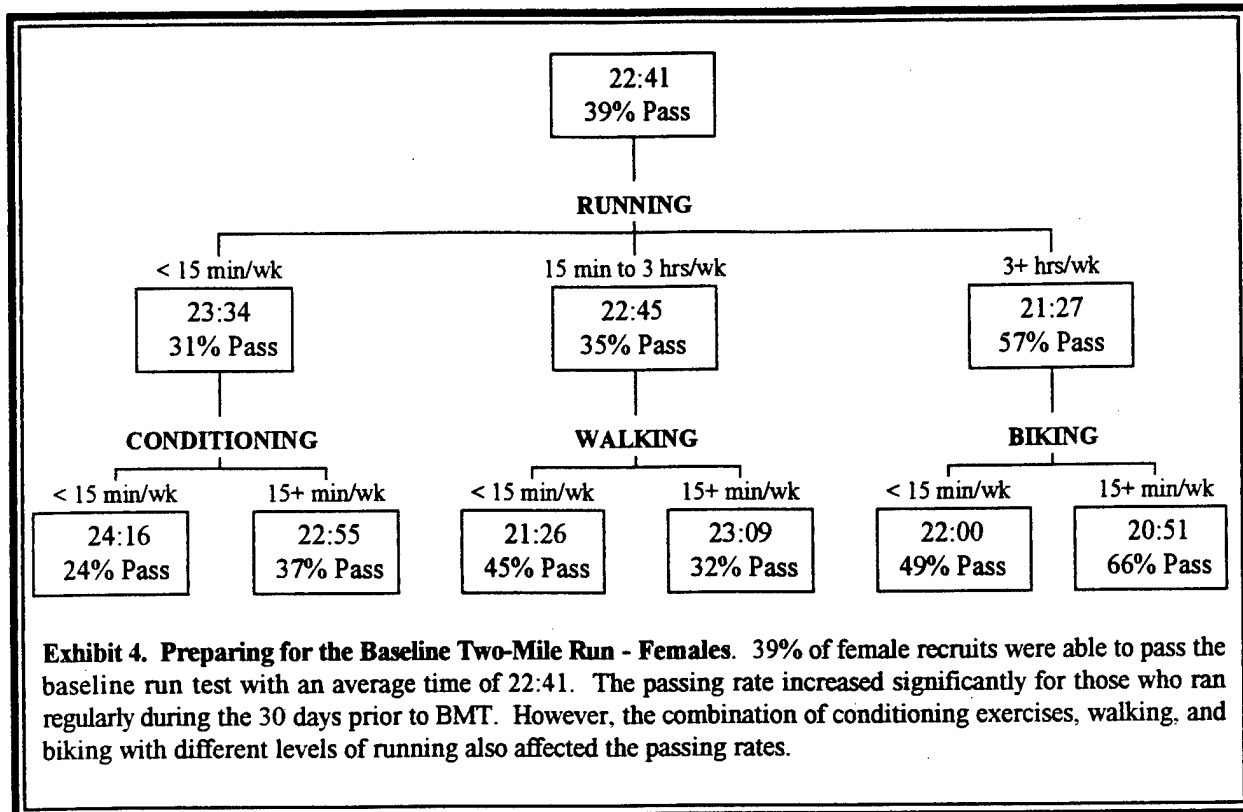 22:41
39% Pass
RUNNING
< 15 min/wk
23:34
31% Pass
15 min to 3 hrs/wk
22:45
35% Pass
3+ hrs/wk
21:27
57% Pass
CONDITIONING
< 15 min/wk
24:16
24% Pass
15+ min/wk
22:55
37% Pass
WALKING
< 15 min/wk
21:26
45% Pass
15+ min/wk
23:09
32% Pass
BIKING
< 15 min/wk
22:00
49% Pass
15+ min/wk
20:51
66% Pass
Exhibit 4. Preparing for the Baseline Two-Mile Run - Females. 39% of female recruits were able to pass the
baseline run test with an average time of 22:41. The passing rate increased significantly for those who ran
regularly during the 30 days prior to BMT. However, the combination of conditioning exercises, walking, and
biking with different levels of running also affected the passing rates.